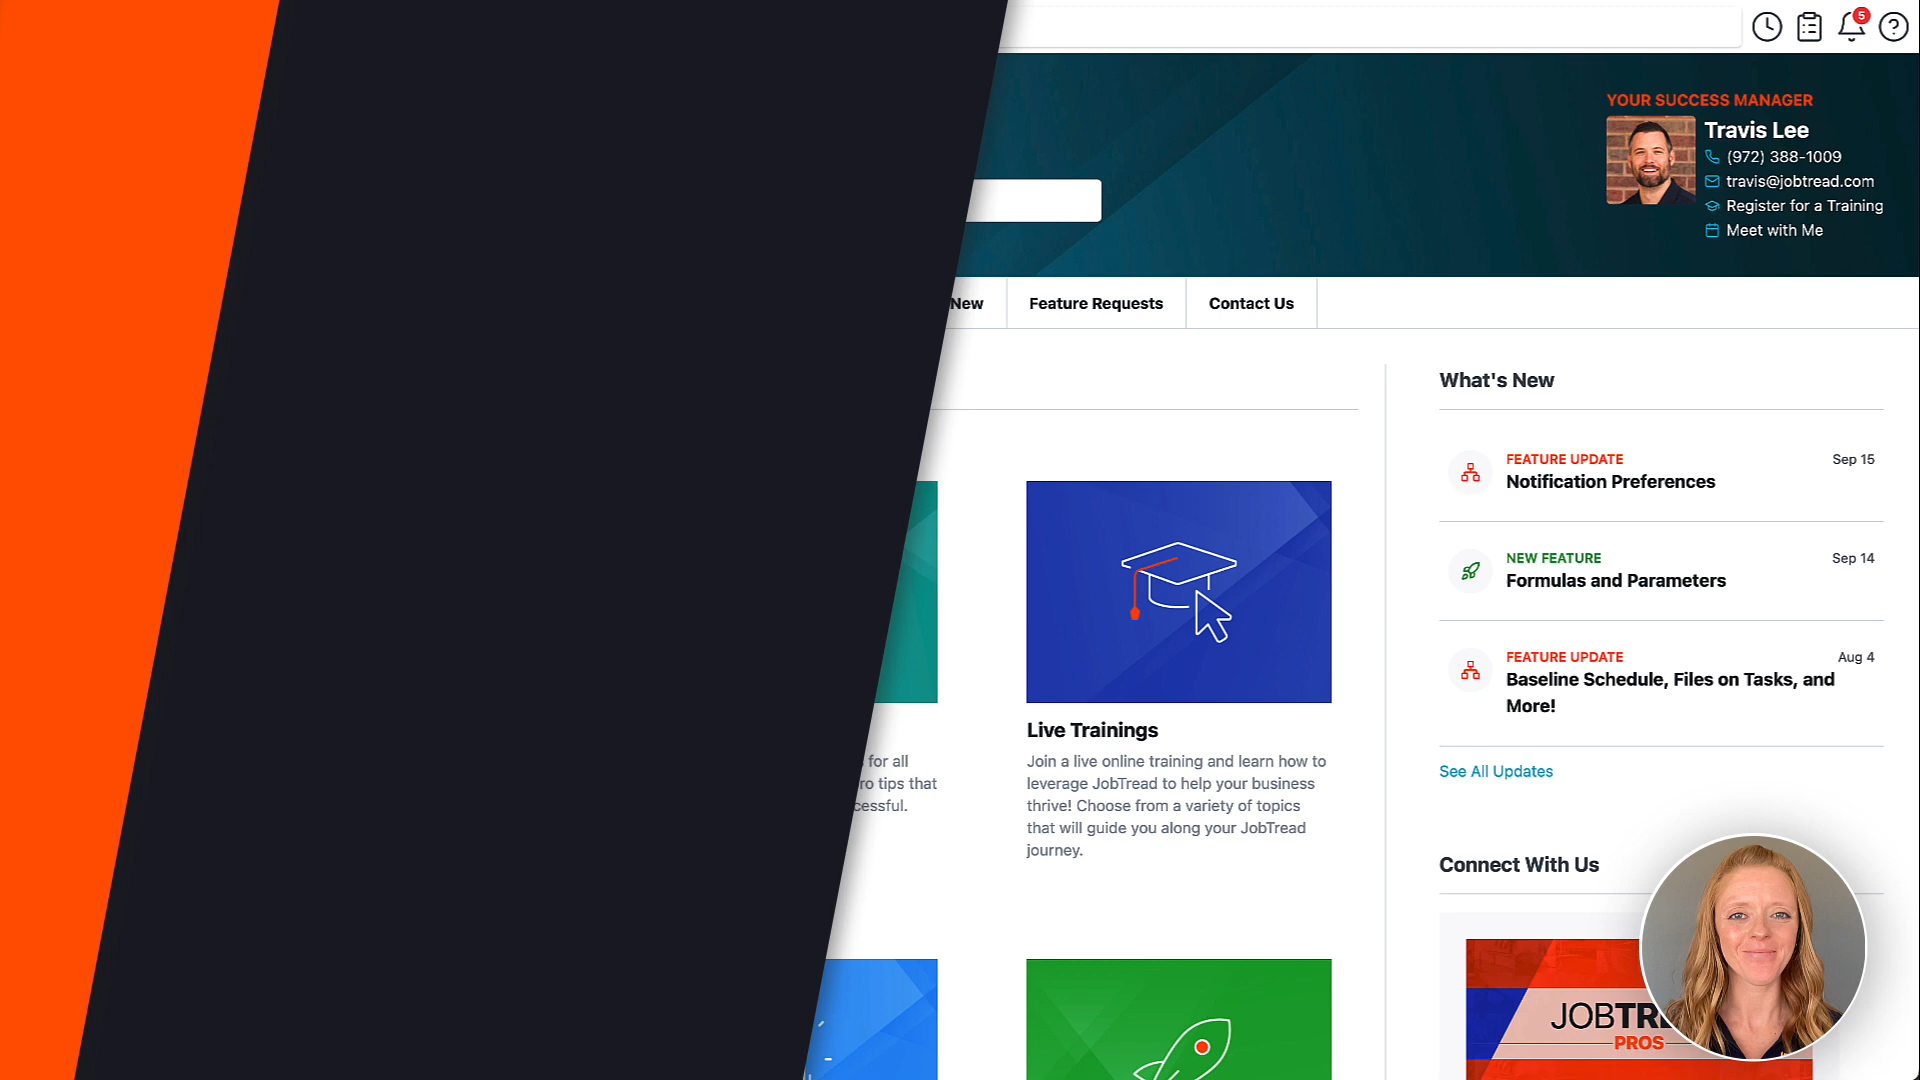 5
YOUR SUCCESS MANAGER
Travis Lee
(972) 388-1009
travis@jobtread.com
Register for a Training
Meet with Me
New
Feature Requests
Contact Us
What's New
FEATURE UPDATE
Sep 15
Notification Preferences
NEW FEATURE
Sep 14
Formulas and Parameters
FEATURE UPDATE
Aug 4
Baseline Schedule, Files on Tasks, and
More!
See All Updates
for all
tips that
Live Trainings
Join a live online training and learn how to
leverage JobTread to help your business
thrive! Choose from a variety of topics
that will guide you along your JobTread
journey.
Connect With Us
PROS